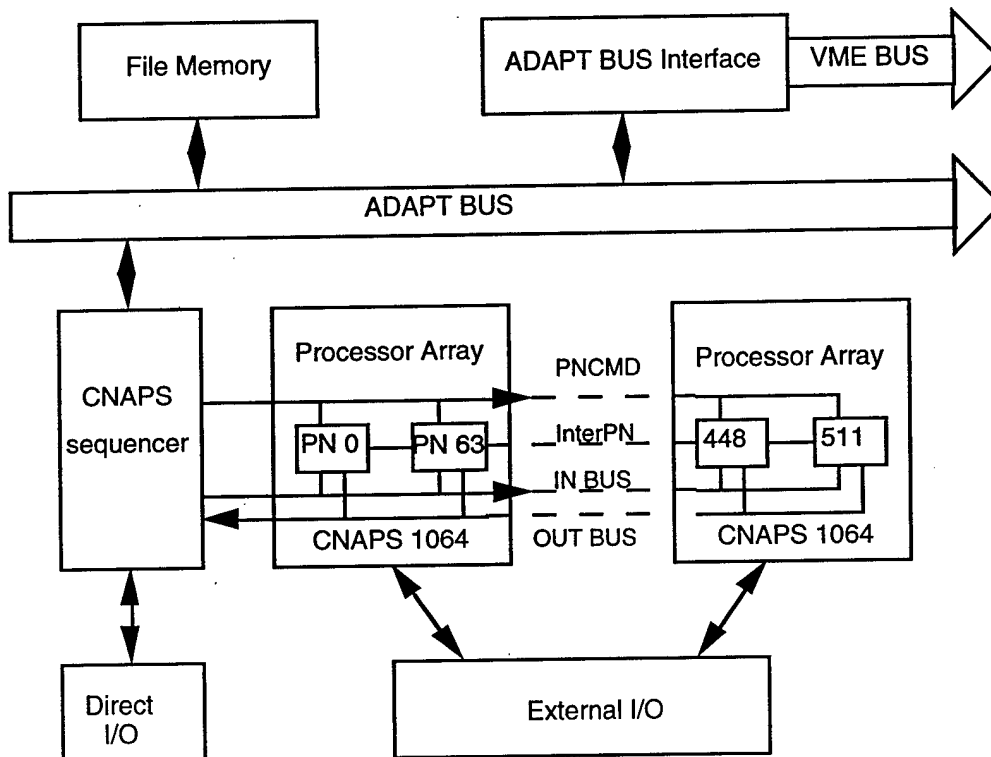 File Memory
ADAPT BUS Interface
VME BUS
ADAPT BUS
CNAPS
sequencer
Processor Array
PN 0
PN 63
CNAPS 1064
PNCMD
InterPN
IN BUS
OUT BUS
Processor Array
448
511
CNAPS 1064
Direct
I/O
External I/O